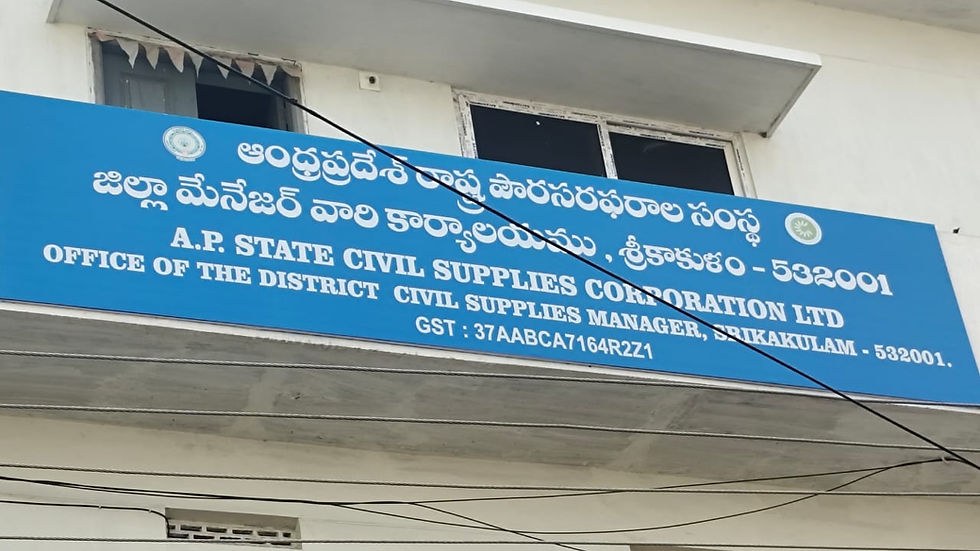 ఆంధ్రప్రదేశ్ రాష్ట్ర పౌరసరఫరాల సంస్థ
జిల్లా మేనేజర్ వారి కార్యాలయము , శ్రీకాకుళం - 532001
A.P. STATE CIVIL SUPPLIES CORPORATION LTD
OFFICE OF THE DISTRICT CIVIL SUPPLIES MANAGER, SRIKAKULAM - 532001.
GST : 37AABCA7164R2Z1